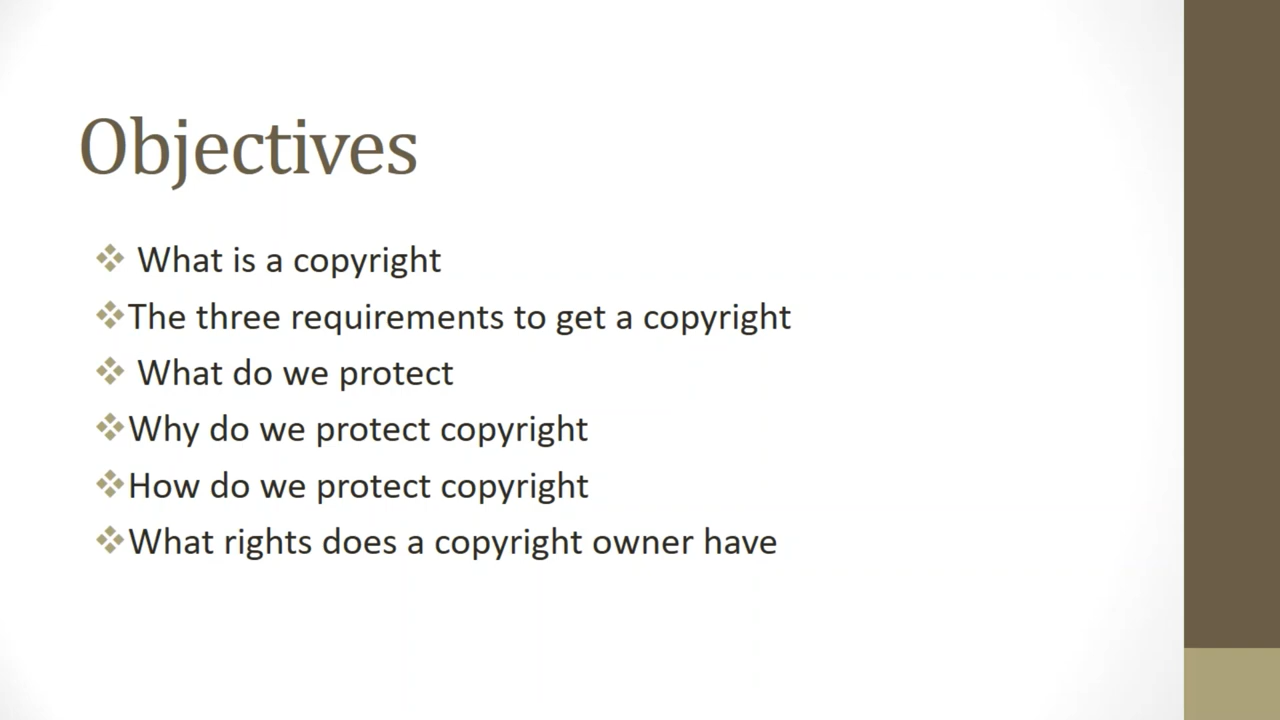 Objectives
What is a copyright
The three requirements to get a copyright
What do we protect
Why do we protect copyright
How do we protect copyright
What rights does a copyright owner have